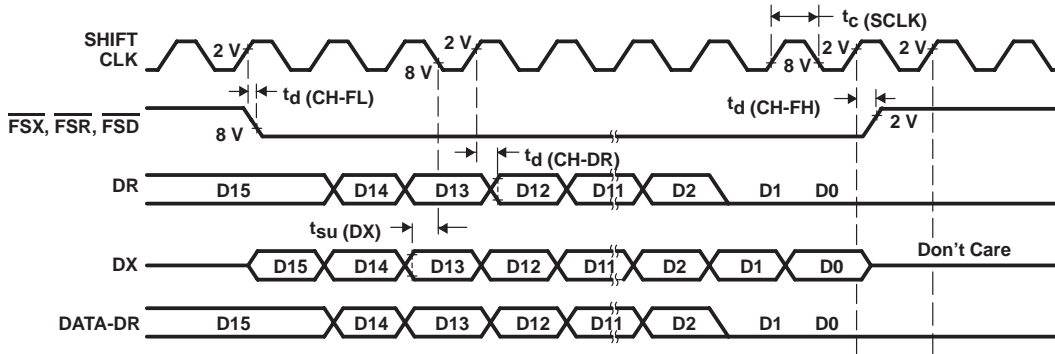 SHIFT CLK
2 V
8 V
2 V
8 V
2 V
2 V
tc (SCLK)
td (CH-FL)
td (CH-FH)
FSX, FSR, FSD
8 V
2 V
td (CH-DR)
DR
D15 D14 D13 D12 D11 D2 D1 D0
tsu (DX)
DX
D15 D14 D13 D12 D11 D2 D1 D0
Don't Care
DATA-DR
D15 D14 D13 D12 D11 D2 D1 D0